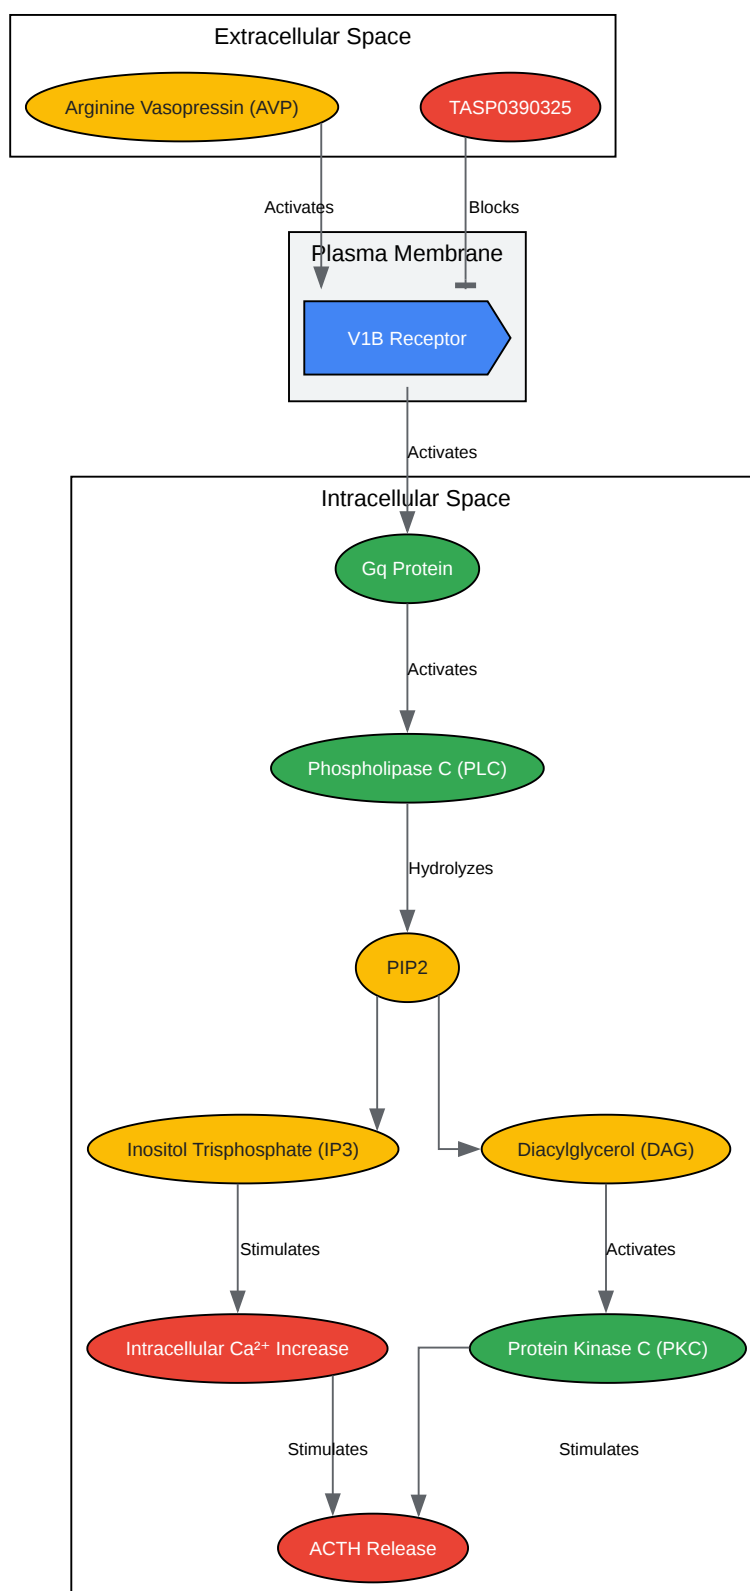 Extracellular Space
Arginine Vasopressin (AVP)
TASP0390325
Activates
Blocks
Plasma Membrane
V1B Receptor
Activates
Intracellular Space
Gq Protein
Activates
Phospholipase C (PLC)
Hydrolyzes
PIP2
Inositol Trisphosphate (IP3)
Diacylglycerol (DAG)
Stimulates
Activates
Intracellular Ca²⁺ Increase
Protein Kinase C (PKC)
Stimulates
Stimulates
ACTH Release